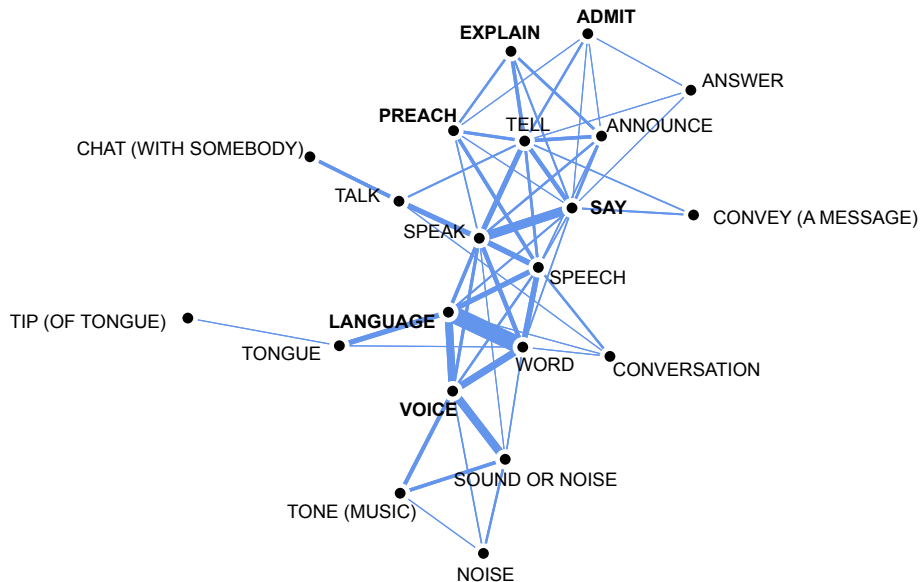 ADMIT
EXPLAIN
ANSWER
PREACH
TELL
ANNOUNCE
CHAT (WITH SOMEBODY)
TALK
SAY
CONVEY (A MESSAGE)
SPEAK
SPEECH
TIP (OF TONGUE)
LANGUAGE
TONGUE
WORD
CONVERSATION
VOICE
SOUND OR NOISE
TONE (MUSIC)
NOISE